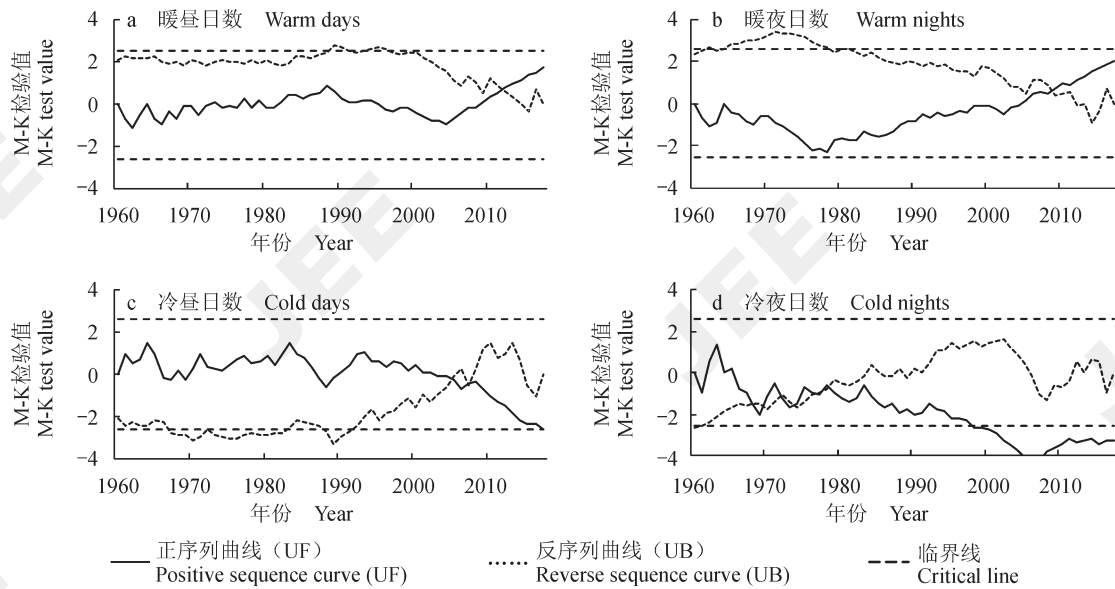 a 暖昼日数 Warm days
4
2
0
−2
−4
M-K检验值
M-K test value
1960 1970 1980 1990 2000 2010
年份 Year
b 暖夜日数 Warm nights
4
2
0
−2
−4
M-K检验值
M-K test value
1960 1970 1980 1990 2000 2010
年份 Year
c 冷昼日数 Cold days
4
2
0
−2
−4
M-K检验值
M-K test value
1960 1970 1980 1990 2000 2010
年份 Year
d 冷夜日数 Cold nights
4
2
0
−2
−4
M-K检验值
M-K test value
1960 1970 1980 1990 2000 2010
年份 Year
正序列曲线（UF）
Positive sequence curve (UF)
反序列曲线（UB）
Reverse sequence curve (UB)
临界线
Critical line
JEE
JEE